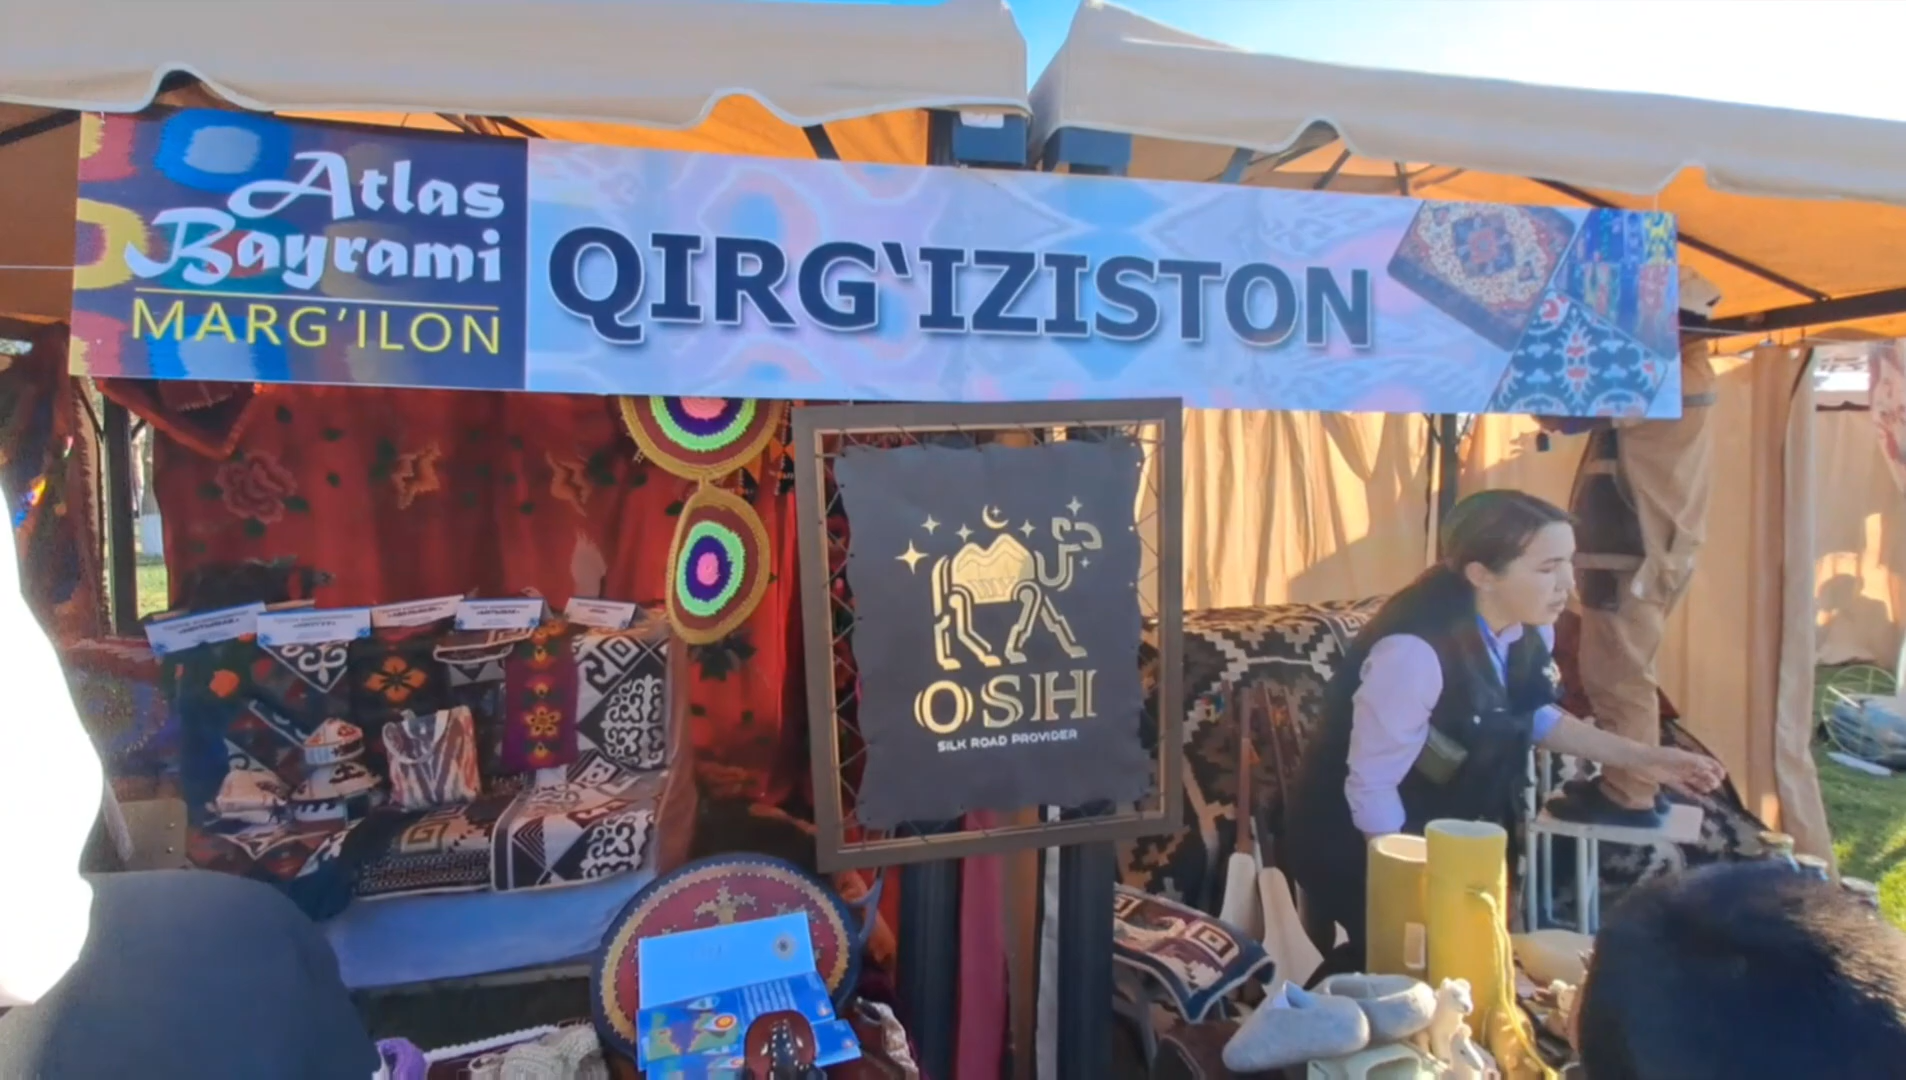 Atlas
Bayrami
MARG'ILON
QIRG‘IZISTON
OSH
SILK ROAD PROVIDER